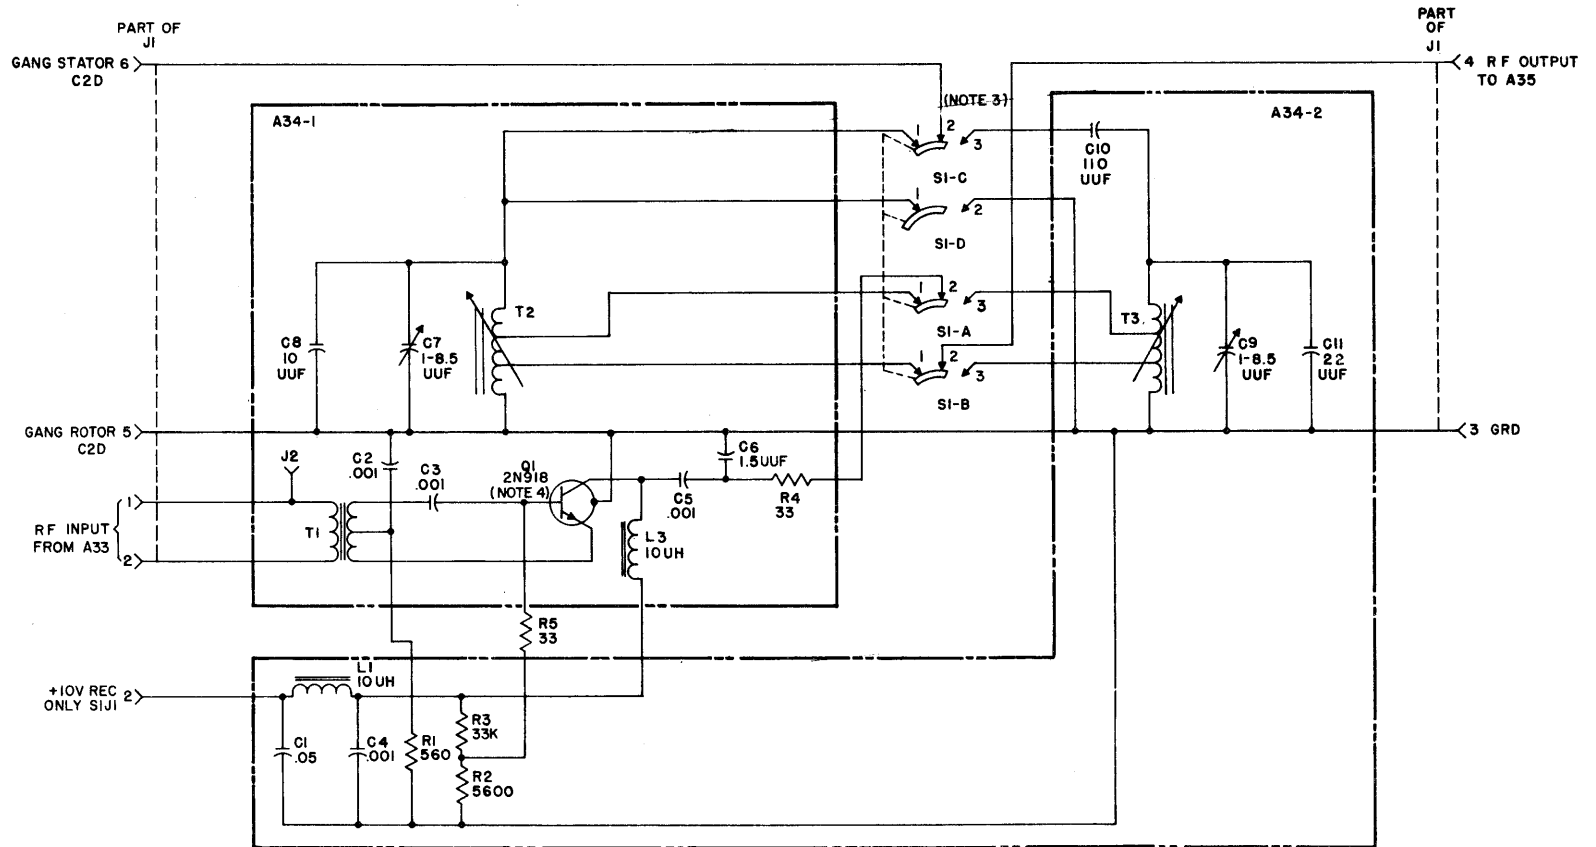 PART OF
J1
PART
OF
J1
GANG STATOR 6
C2D
4 RF OUTPUT
TO A35
A34-1
(NOTE 3)
A34-2
1
2
3
C10
110
UUF
S1-C
1
2
S1-D
1
2
3
S1-A
1
2
3
S1-B
T2
T3
C8
10
UUF
C7
1-8.5
UUF
C9
1-8.5
UUF
C11
22
UUF
GANG ROTOR 5
C2D
3 GRD
J2
C2
.001
C3
.001
Q1
2N918
(NOTE 4)
C6
1.5UUF
C5
.001
R4
33
1
RF INPUT
FROM A33
2
T1
L3
10UH
R5
33
L1
10UH
+10V REC
ONLY S1J1
2
C1
.05
C4
.001
R1
560
R3
33K
R2
5600